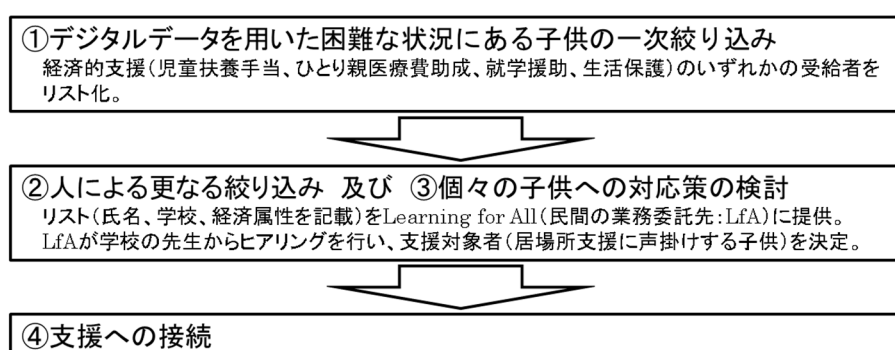 ①デジタルデータを用いた困難な状況にある子供の一次絞り込み
経済的支援(児童扶養手当、ひとり親医療費助成、就学援助、生活保護)のいずれかの受給者を
リスト化。
②人による更なる絞り込み 及び ③個々の子供への対応策の検討
リスト(氏名、学校、経済属性を記載)をLearning for All(民間の業務委託先:LfA)に提供。
LfAが学校の先生からヒアリングを行い、支援対象者(居場所支援に声掛けする子供)を決定。
④支援への接続